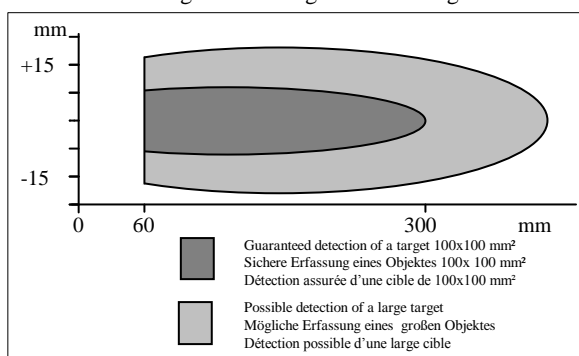 mm
+15
-15
0 60 300 mm
Guaranteed detection of a target 100x100 mm²
Sichere Erfassung eines Objektes 100x 100 mm²
Détection assurée d'une cible de 100x100 mm²
Possible detection of a large target
Mögliche Erfassung eines großen Objektes
Détection possible d'une large cible